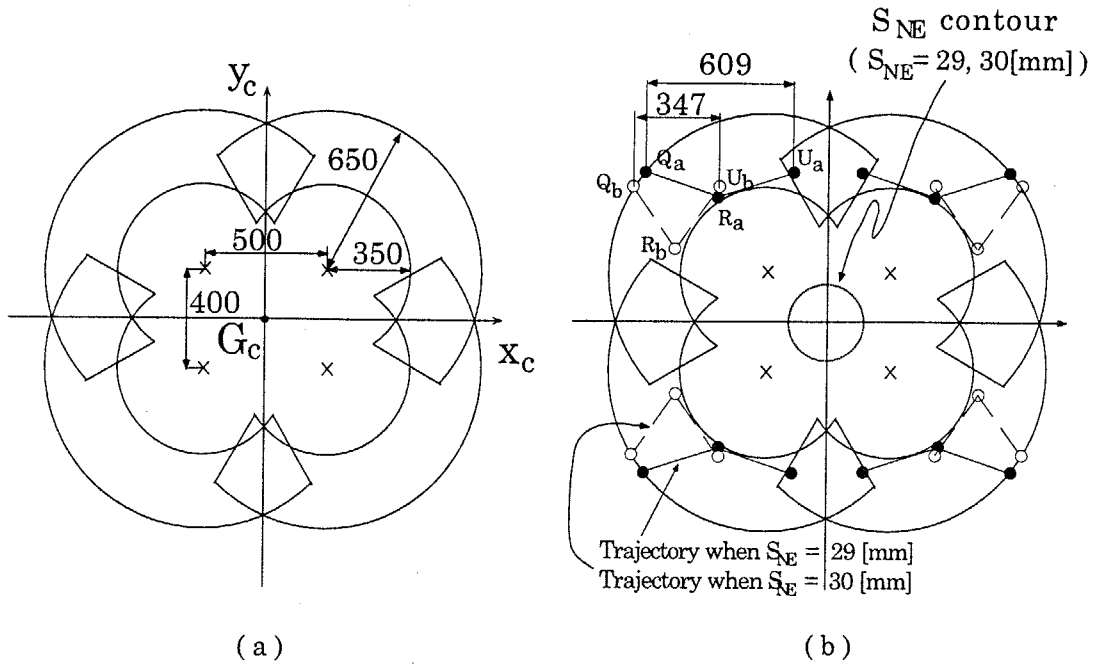 S_NE contour
( S_NE = 29, 30[mm] )
y_c
650
500
350
400
G_c
x_c
609
347
Q_a
U_a
Q_b
U_b
R_a
R_b
Trajectory when S_NE = 29 [mm]
Trajectory when S_NE = 30 [mm]
( a )
( b )